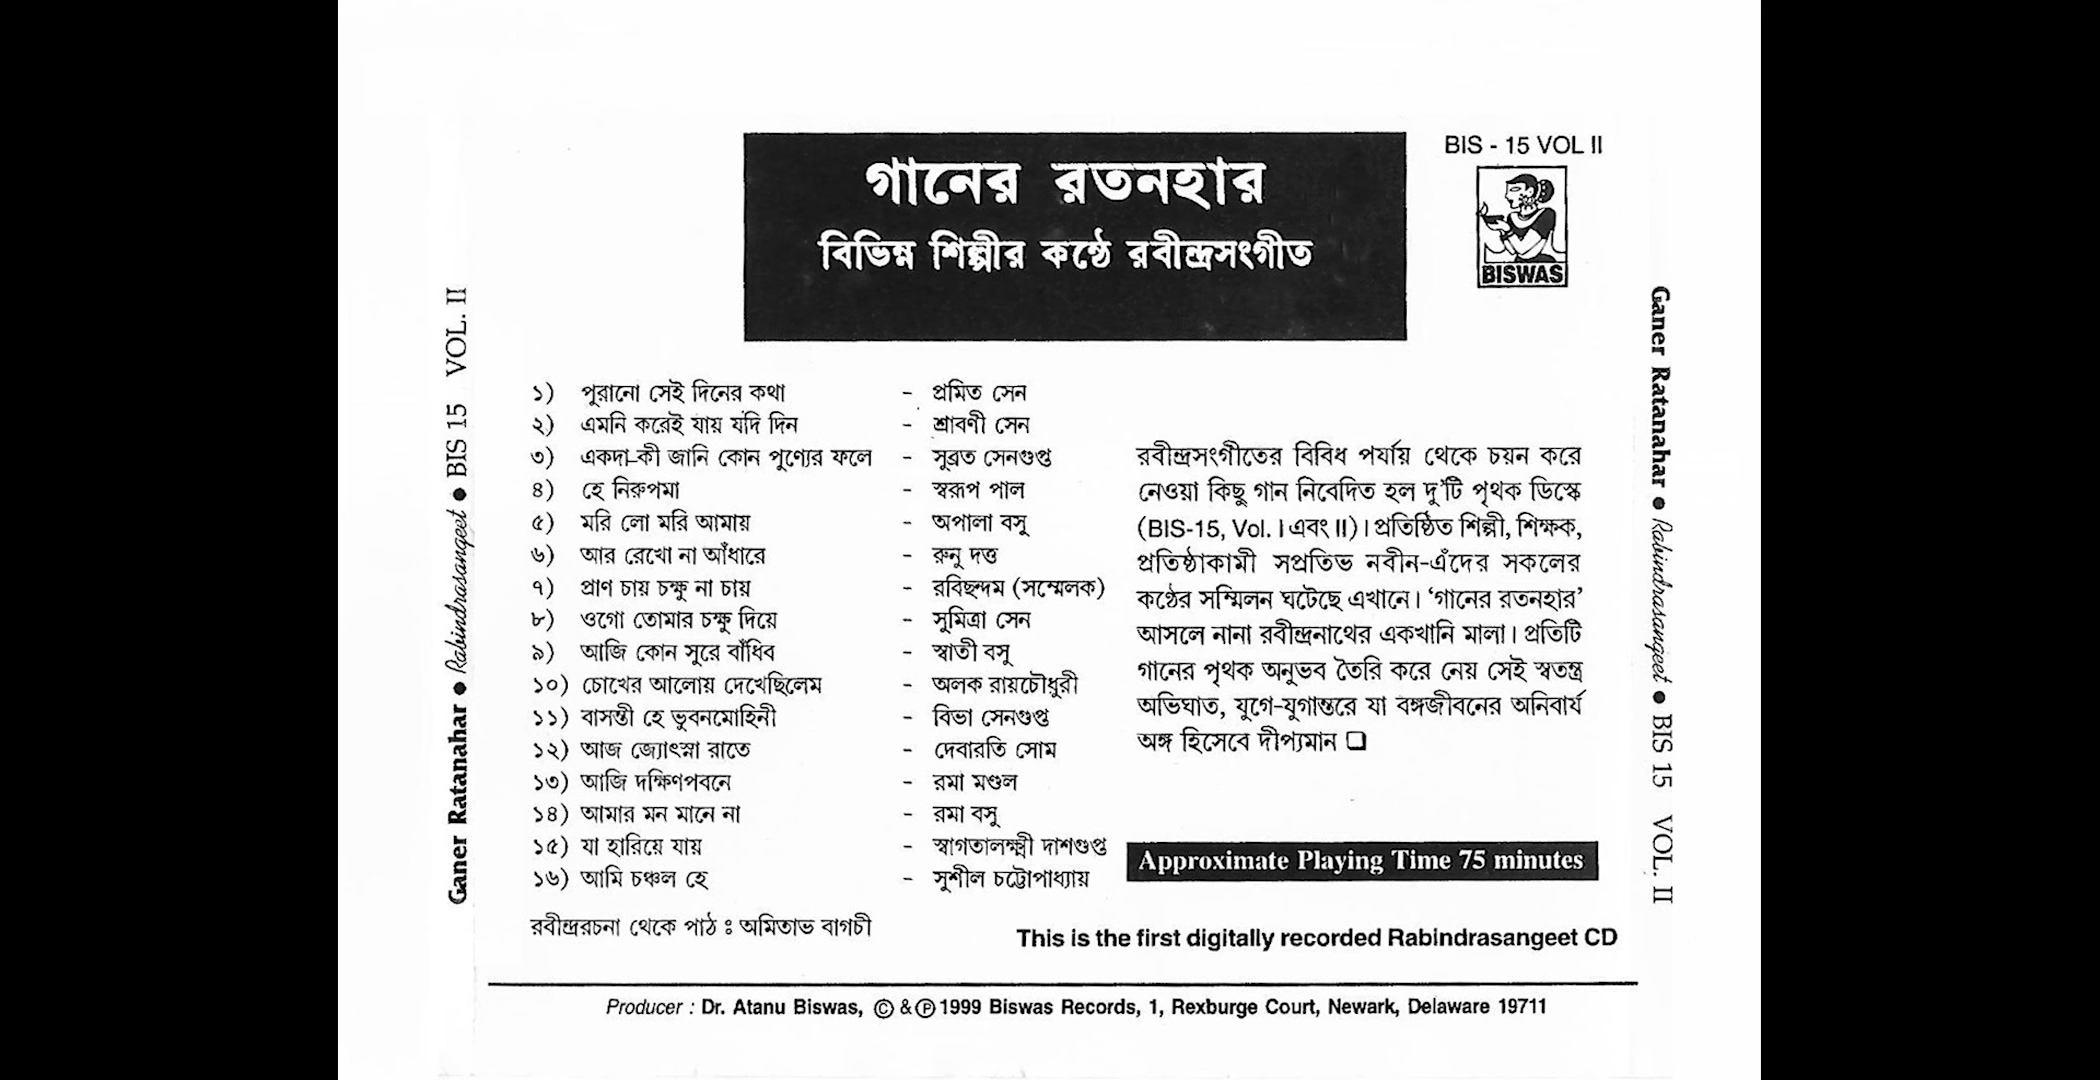 গানের রতনহার
বিভিন্ন শিল্পীর কণ্ঠে রবীন্দ্রসংগীত
BIS - 15 VOL II
BISWAS
Ganer Ratanahar ● Rabindrasangeet ● BIS 15 VOL. II
১) পুরানো সেই দিনের কথা - প্রমিত সেন
২) এমনি করেই যায় যদি দিন - শ্রাবণী সেন
৩) একদা-কী জানি কোন পুণ্যের ফলে - সুব্রত সেনগুপ্ত
৪) হে নিরুপমা - স্বরূপ পাল
৫) মরি লো মরি আমায় - অপালা বসু
৬) আর রেখো না আঁধারে - রুনু দত্ত
৭) প্রাণ চায় চক্ষু না চায় - রবিছন্দম (সম্মেলক)
৮) ওগো তোমার চক্ষু দিয়ে - সুমিত্রা সেন
৯) আজি কোন সুরে বাঁধিব - স্বাতী বসু
১০) চোখের আলোয় দেখেছিলেম - অলক রায়চৌধুরী
১১) বাসন্তী হে ভুবনমোহিনী - বিভা সেনগুপ্ত
১২) আজ জ্যোৎস্না রাতে - দেবারতি সোম
১৩) আজি দক্ষিণপবনে - রমা মণ্ডল
১৪) আমার মন মানে না - রমা বসু
১৫) যা হারিয়ে যায় - স্বাগতালক্ষ্মী দাশগুপ্ত
১৬) আমি চঞ্চল হে - সুশীল চট্টোপাধ্যায়
রবীন্দ্ররচনা থেকে পাঠ ঃ অমিতাভ বাগচী
রবীন্দ্রসংগীতের বিবিধ পর্যায় থেকে চয়ন করে
নেওয়া কিছু গান নিবেদিত হল দু'টি পৃথক ডিস্কে
(BIS-15, Vol. I এবং II)। প্রতিষ্ঠিত শিল্পী, শিক্ষক,
প্রতিষ্ঠাকামী সপ্রতিভ নবীন-এঁদের সকলের
কণ্ঠের সম্মিলন ঘটেছে এখানে। ‘গানের রতনহার’
আসলে নানা রবীন্দ্রনাথের একখানি মালা। প্রতিটি
গানের পৃথক অনুভব তৈরি করে নেয় সেই স্বতন্ত্র
অভিঘাত, যুগে-যুগান্তরে যা বঙ্গজীবনের অনিবার্য
অঙ্গ হিসেবে দীপ্যমান ❑
Approximate Playing Time 75 minutes
This is the first digitally recorded Rabindrasangeet CD
Producer : Dr. Atanu Biswas, © & ℗ 1999 Biswas Records, 1, Rexburge Court, Newark, Delaware 19711
Ganer Ratanahar ● Rabindrasangeet ● BIS 15 VOL. II